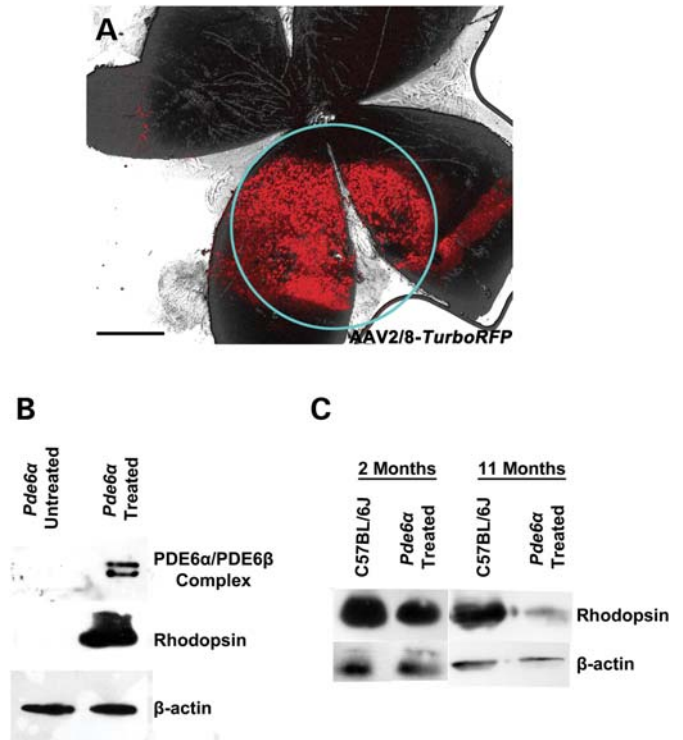 A
AAV2/8-TurboRFP
B
Pde6α
Untreated
Pde6α
Treated
PDE6α/PDE6β
Complex
Rhodopsin
β-actin
C
2 Months
11 Months
C57BL/6J
Pde6α
Treated
C57BL/6J
Pde6α
Treated
Rhodopsin
β-actin